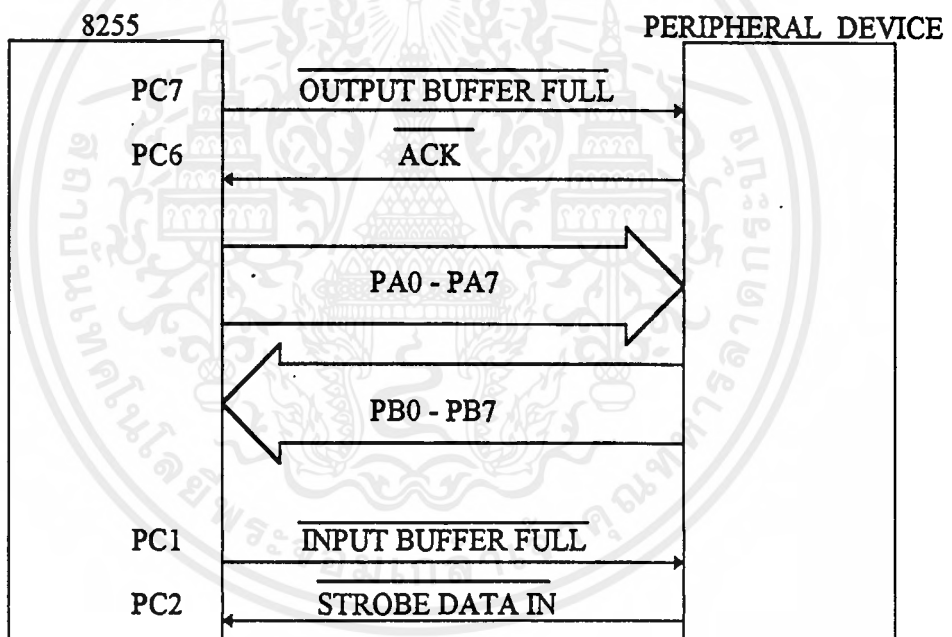 8255 PERIPHERAL DEVICE
PC7 OUTPUT BUFFER FULL
PC6 ACK
PA0 - PA7
PB0 - PB7
PC1 INPUT BUFFER FULL
PC2 STROBE DATA IN